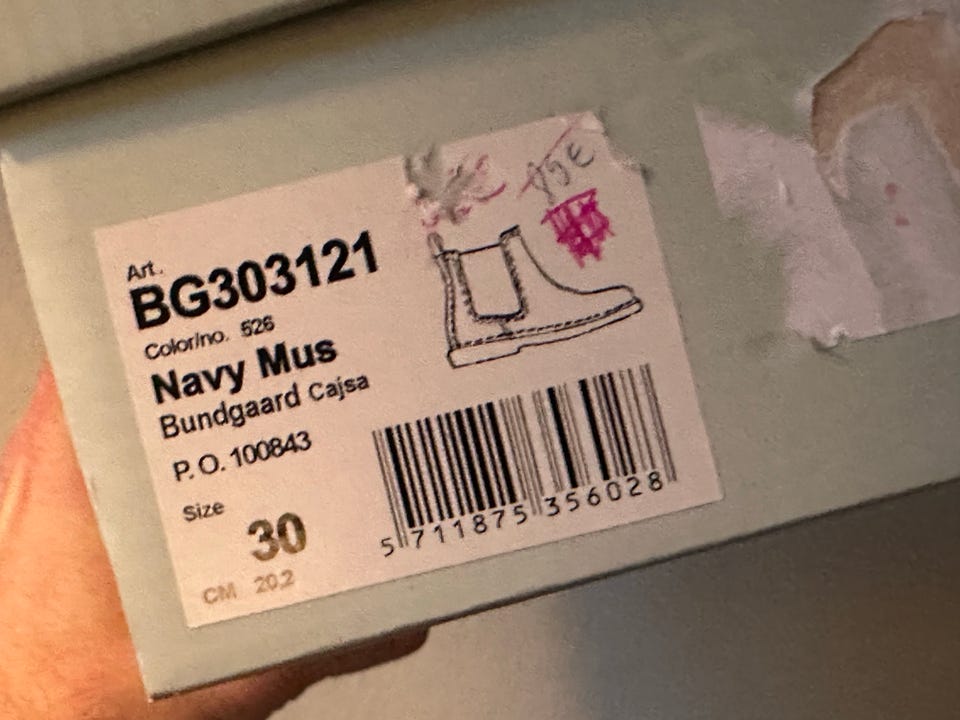 Art.
BG303121
Color/no. 526
Navy Mus
Bundgaard Cajsa
P.O. 100843
Size
30
CM 20.2
5 711875 356028